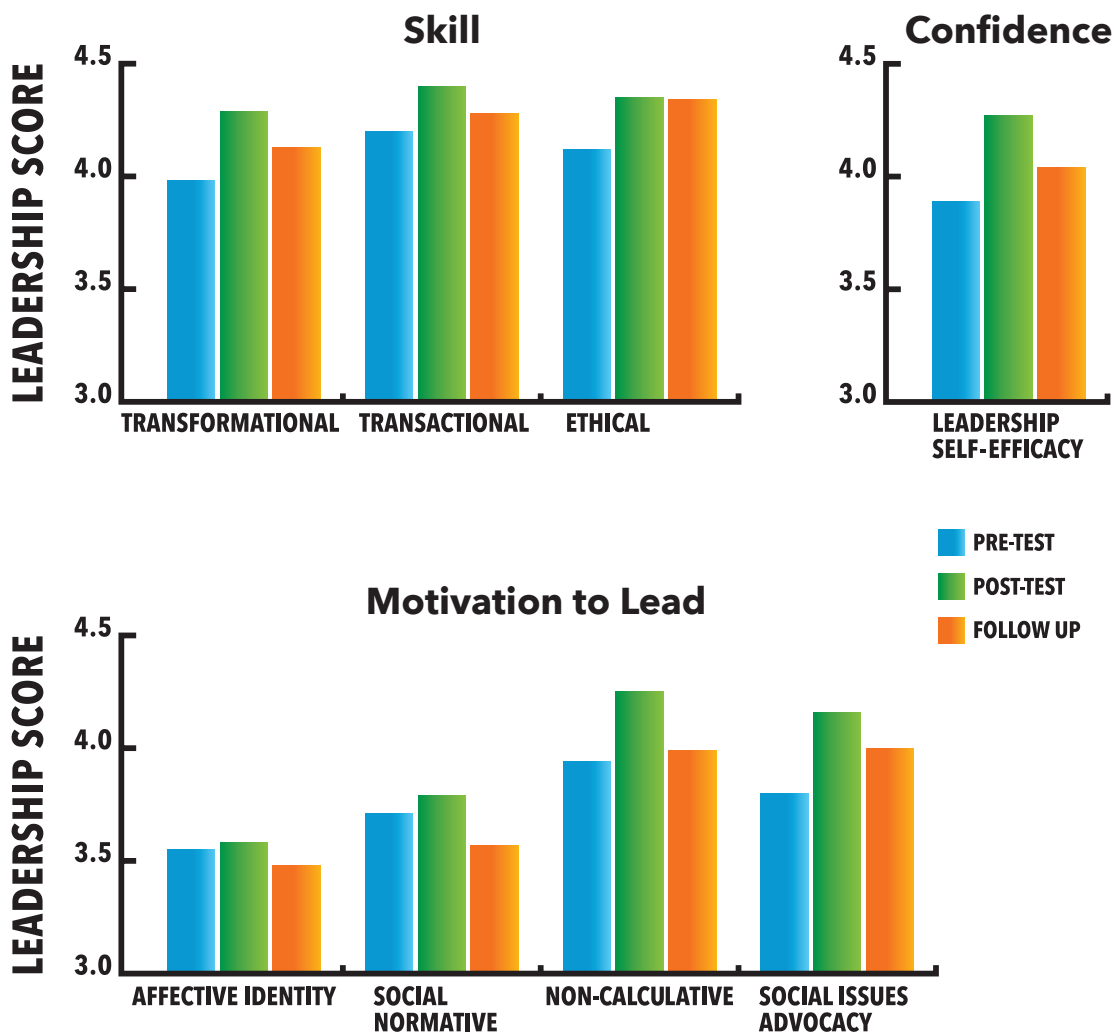 Skill
LEADERSHIP SCORE
4.5
4.0
3.5
3.0
TRANSFORMATIONAL
TRANSACTIONAL
ETHICAL
Confidence
4.5
4.0
3.5
3.0
LEADERSHIP
SELF-EFFICACY
PRE-TEST
POST-TEST
FOLLOW UP
Motivation to Lead
LEADERSHIP SCORE
4.5
4.0
3.5
3.0
AFFECTIVE IDENTITY
SOCIAL
NORMATIVE
NON-CALCULATIVE
SOCIAL ISSUES
ADVOCACY